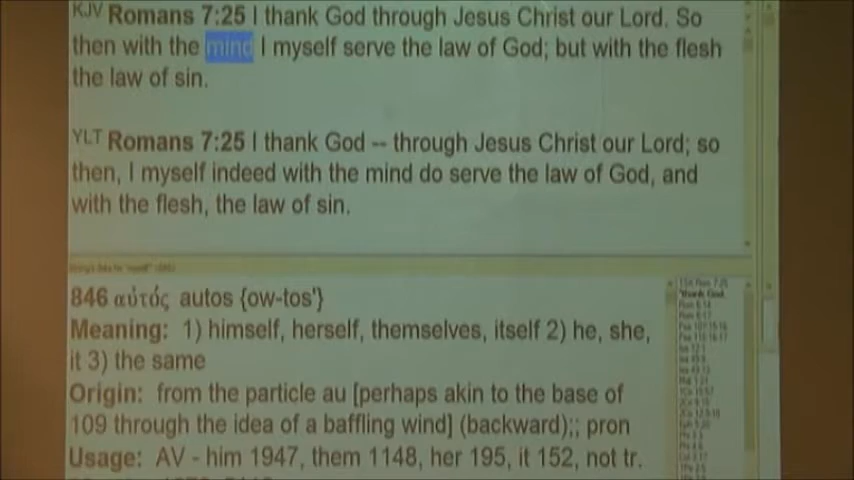 KJV Romans 7:25 I thank God through Jesus Christ our Lord. So
then with the mind I myself serve the law of God; but with the flesh
the law of sin.
YLT Romans 7:25 I thank God -- through Jesus Christ our Lord; so
then, I myself indeed with the mind do serve the law of God, and
with the flesh, the law of sin.
846 αὐτός autos {ow-tos'}
Meaning: 1) himself, herself, themselves, itself 2) he, she,
it 3) the same
Origin: from the particle au [perhaps akin to the base of
109 through the idea of a baffling wind] (backward);; pron
Usage: AV - him 1947, them 1148, her 195, it 152, not tr.